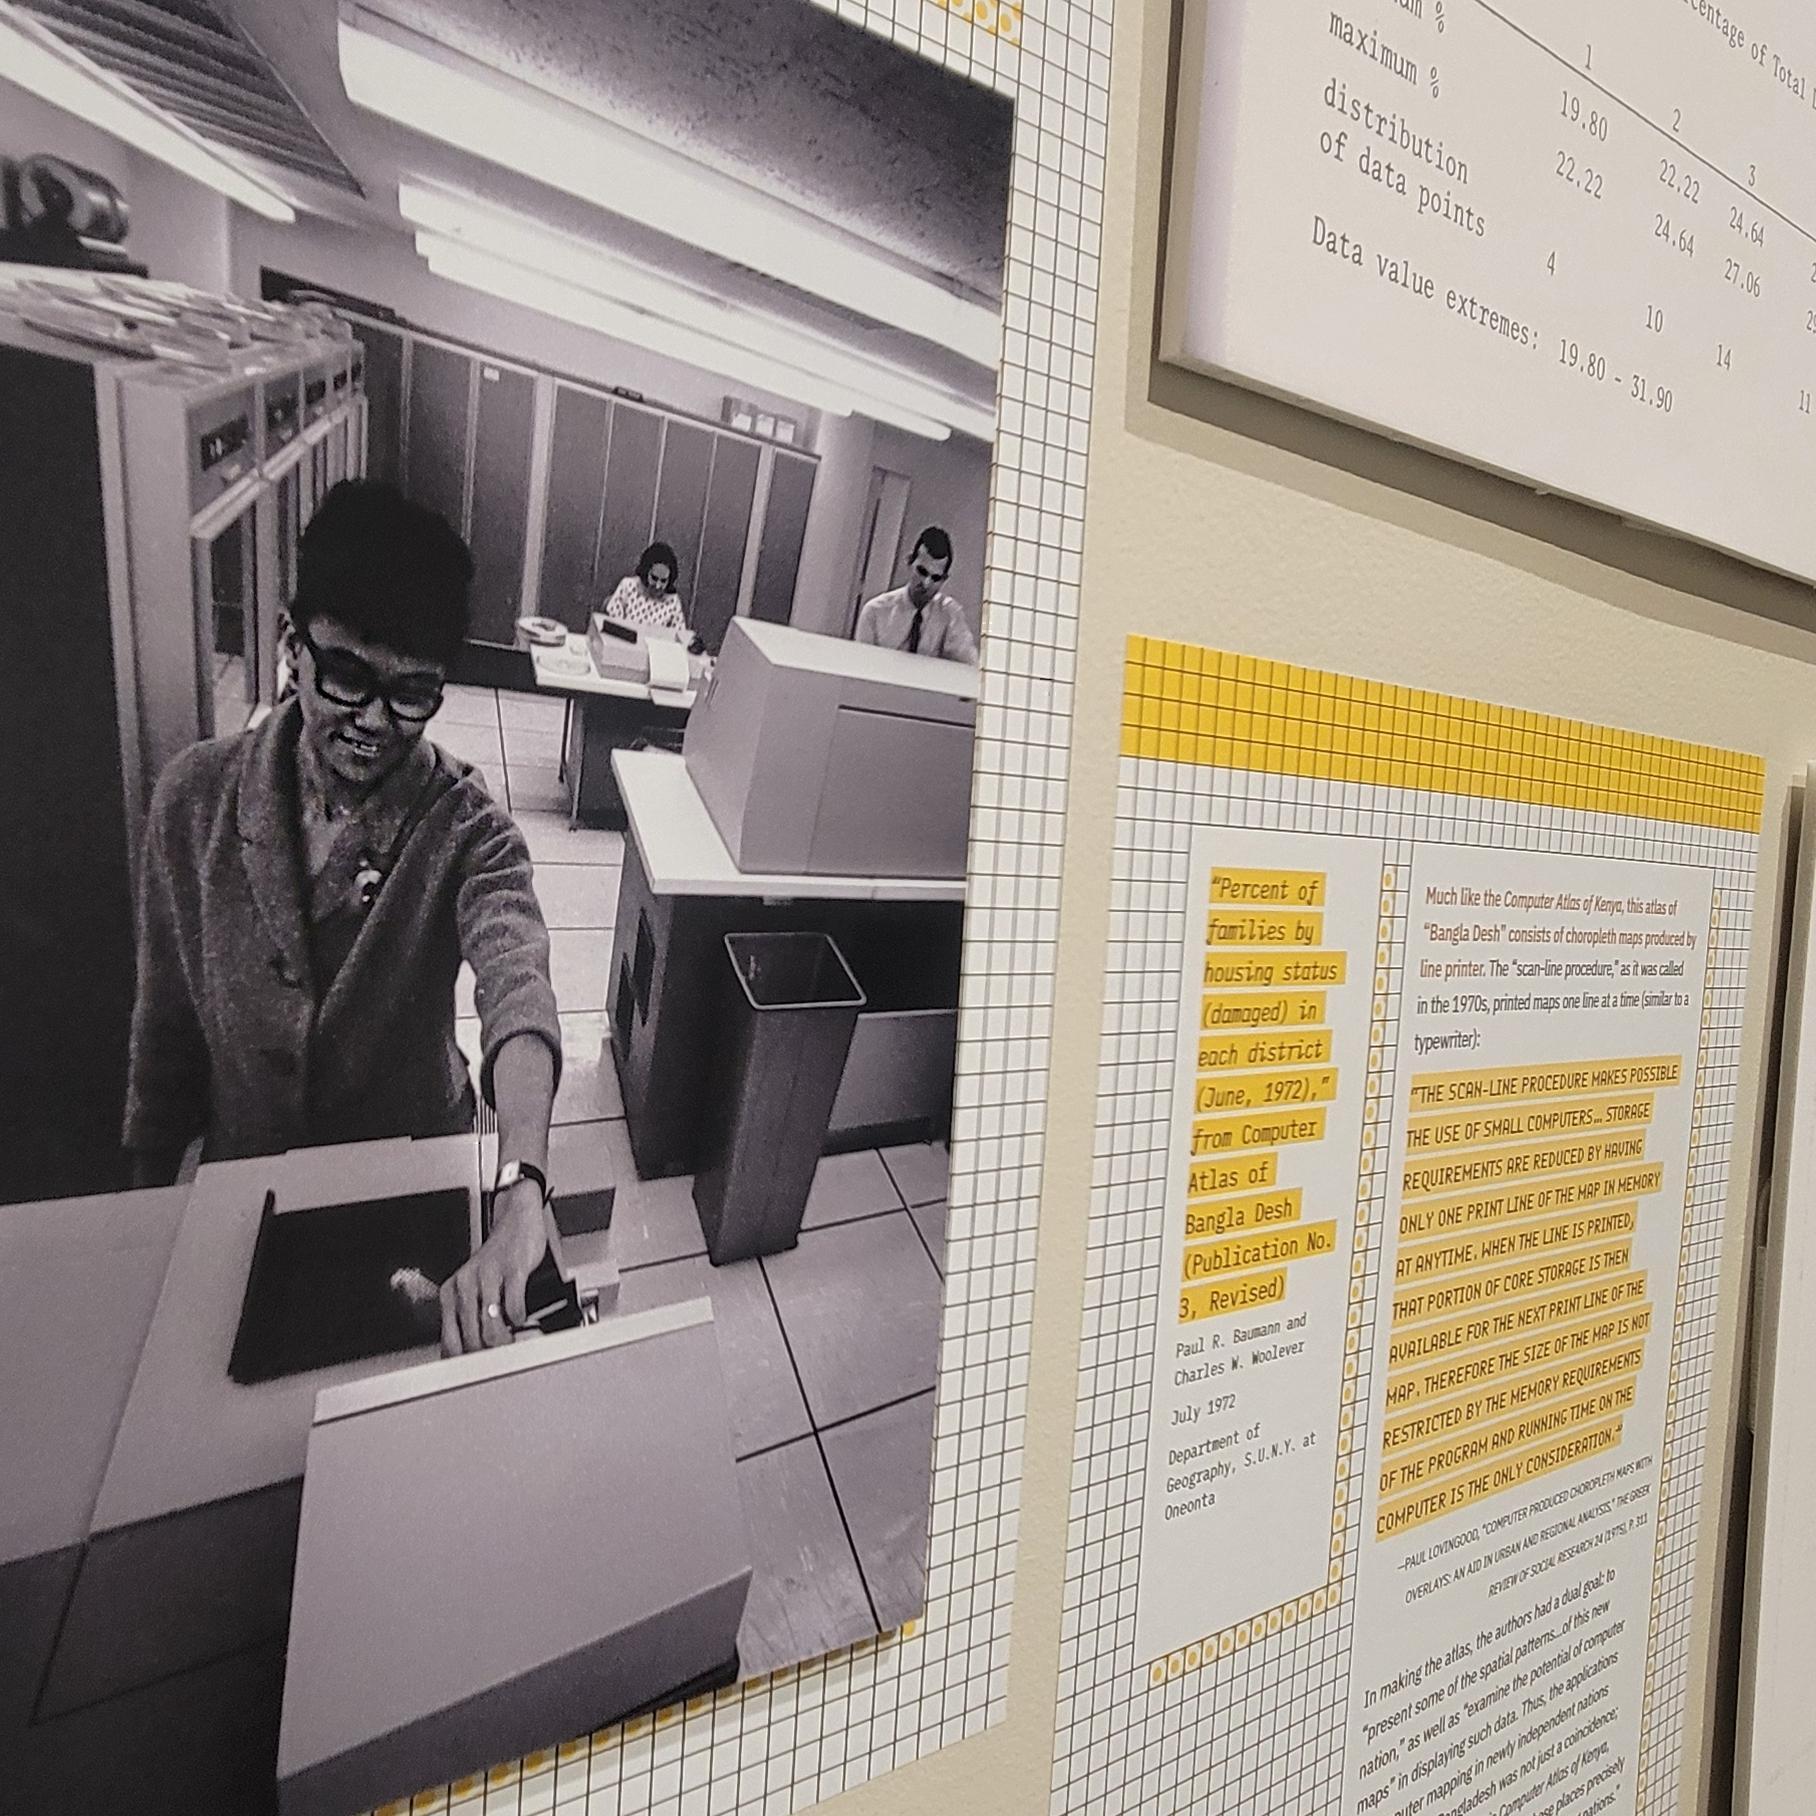 centage of Total
1 2 3
19.80 22.22 24.64
maximum % 22.22 24.64 27.06
distribution
of data points 4 10 14 11
Data value extremes: 19.80 - 31.90
“Percent of
families by
housing status
(damaged) in
each district
(June, 1972),”
from Computer
Atlas of
Bangla Desh
(Publication No.
3, Revised)
Paul R. Baumann and
Charles W. Woolever
July 1972
Department of
Geography, S.U.N.Y. at
Oneonta
Much like the Computer Atlas of Kenya, this atlas of
“Bangla Desh” consists of choropleth maps produced by
line printer. The “scan-line procedure,” as it was called
in the 1970s, printed maps one line at a time (similar to a
typewriter):
“THE SCAN-LINE PROCEDURE MAKES POSSIBLE
THE USE OF SMALL COMPUTERS... STORAGE
REQUIREMENTS ARE REDUCED BY HAVING
ONLY ONE PRINT LINE OF THE MAP IN MEMORY
AT ANYTIME. WHEN THE LINE IS PRINTED,
THAT PORTION OF CORE STORAGE IS THEN
AVAILABLE FOR THE NEXT PRINT LINE OF THE
MAP. THEREFORE THE SIZE OF THE MAP IS NOT
RESTRICTED BY THE MEMORY REQUIREMENTS
OF THE PROGRAM AND RUNNING TIME ON THE
COMPUTER IS THE ONLY CONSIDERATION.”
—PAUL LOVINGOOD, “COMPUTER PRODUCED CHOROPLETH MAPS WITH
OVERLAYS: AN AID IN URBAN AND REGIONAL ANALYSIS,” THE GREEK
REVIEW OF SOCIAL RESEARCH 24 (1975), P. 311
In making the atlas, the authors had a dual goal: to
“present some of the spatial patterns...of this new
nation,” as well as “examine the potential of computer
maps” in displaying such data. Thus, the applications
uter mapping in newly independent nations
ngladesh was not just a coincidence;
Computer Atlas of Kenya,
ose places precisely
nations.”